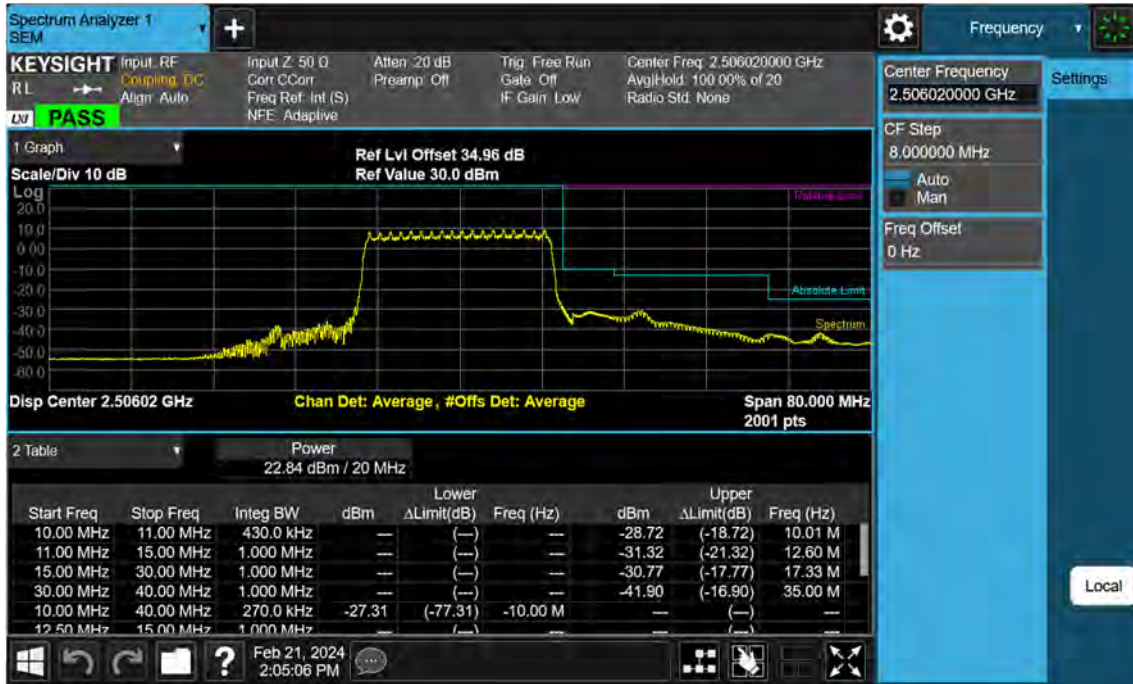 Spectrum Analyzer 1
SEM
Frequency
KEYSIGHT Input: RF Input Z: 50 Ω Atten: 20 dB Trig: Free Run Center Freq: 2.506020000 GHz
Coupling: DC Corr CCorr Preamp: Off Gate: Off Avg|Hold: 100.00% of 20
RL Align: Auto Freq Ref: Int (S) IF Gain: Low Radio Std: None
NFE: Adaptive
LXI PASS
Center Frequency
2.506020000 GHz
Settings
CF Step
8.000000 MHz
Auto
Man
Freq Offset
0 Hz
1 Graph
Ref Lvl Offset 34.96 dB
Scale/Div 10 dB Ref Value 30.0 dBm
Log
20.0
10.0
0.00
-10.0
-20.0
-30.0
-40.0
-50.0
-60.0
Relative Limit
Absolute Limit
Spectrum
Disp Center 2.50602 GHz Chan Det: Average, #Offs Det: Average Span 80.000 MHz
2001 pts
2 Table
Power
22.84 dBm / 20 MHz
Lower Upper
Start Freq Stop Freq Integ BW dBm ΔLimit(dB) Freq (Hz) dBm ΔLimit(dB) Freq (Hz)
10.00 MHz 11.00 MHz 430.0 kHz --- (---) --- -28.72 (-18.72) 10.01 M
11.00 MHz 15.00 MHz 1.000 MHz --- (---) --- -31.32 (-21.32) 12.60 M
15.00 MHz 30.00 MHz 1.000 MHz --- (---) --- -30.77 (-17.77) 17.33 M
30.00 MHz 40.00 MHz 1.000 MHz --- (---) --- -41.90 (-16.90) 35.00 M
10.00 MHz 40.00 MHz 270.0 kHz -27.31 (-77.31) -10.00 M --- (---) ---
12.50 MHz 15.00 MHz 1.000 MHz --- (---) --- --- (---) ---
Local
?
Feb 21, 2024
2:05:06 PM